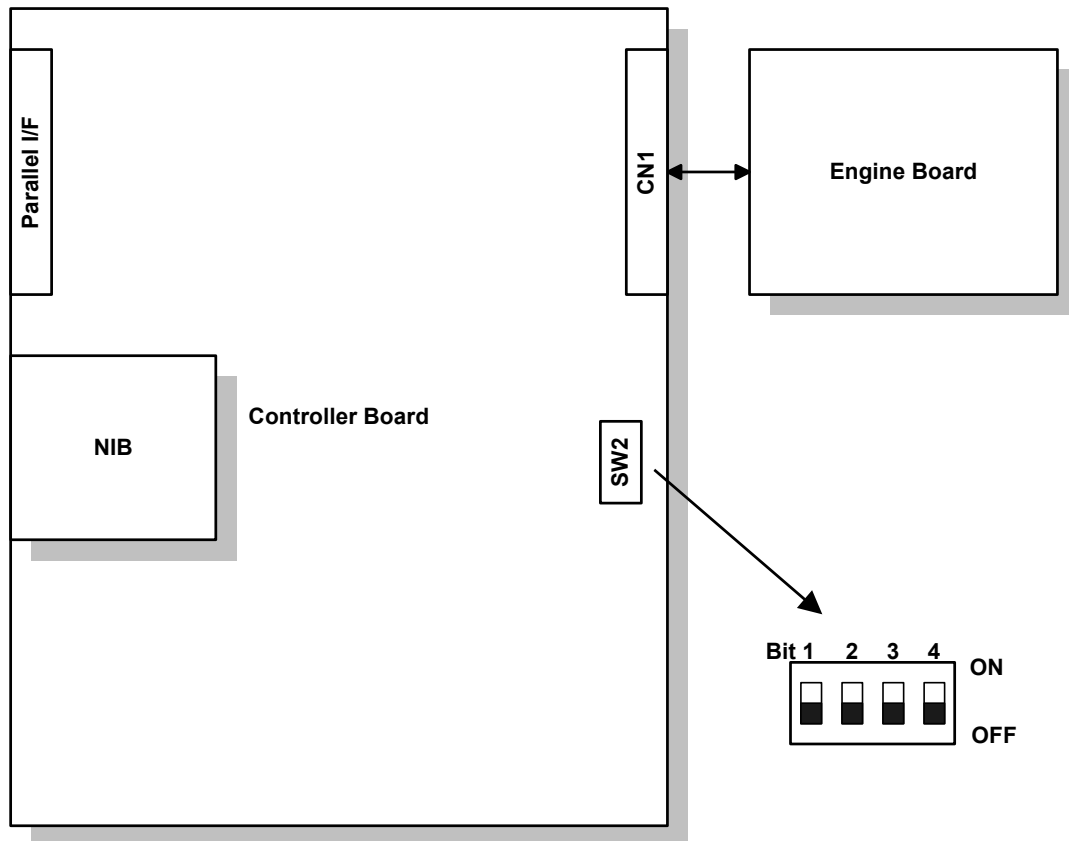 Parallel I/F
CN1
Engine Board
Controller Board
NIB
SW2
Bit 1 2 3 4
ON
OFF